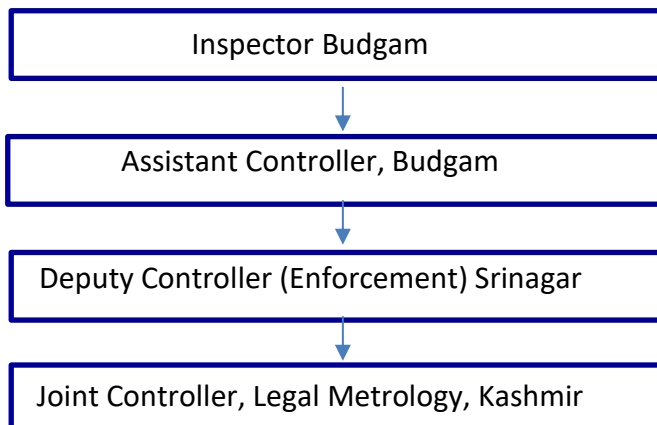 Inspector Budgam
Assistant Controller, Budgam
Deputy Controller (Enforcement) Srinagar
Joint Controller, Legal Metrology, Kashmir